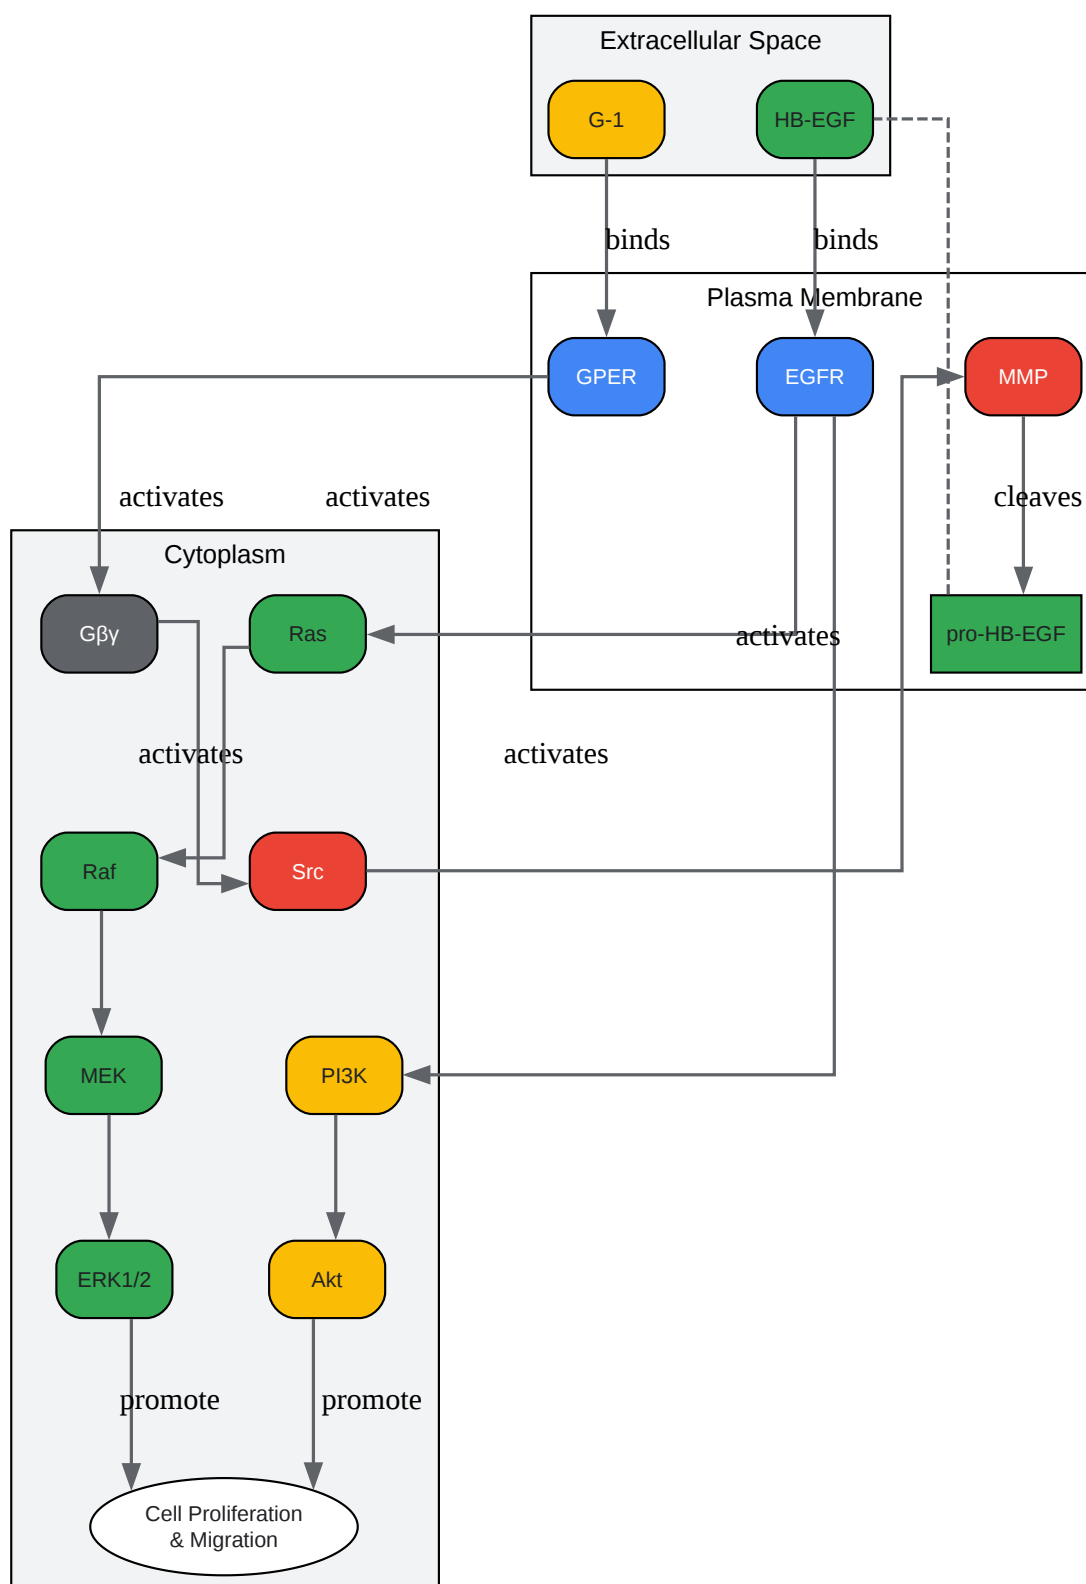 Extracellular Space
G-1
HB-EGF
binds
binds
Plasma Membrane
GPER
EGFR
MMP
activates
activates
cleaves
Cytoplasm
Gβγ
Ras
activates
pro-HB-EGF
activates
activates
Raf
Src
MEK
PI3K
ERK1/2
Akt
promote
promote
Cell Proliferation
& Migration